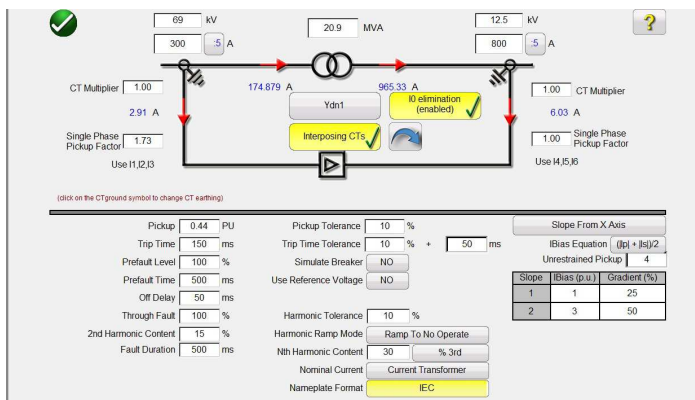 69 kV
20.9 MVA
12.5 kV
?
300 :5 A
800 :5 A
CT Multiplier 1.00
174.879 A
965.33 A
1.00 CT Multiplier
Ydn1
I0 elimination
(enabled)
2.91 A
6.03 A
Single Phase
Pickup Factor 1.73
Interposing CTs
1.00 Single Phase
Pickup Factor
Use I1,I2,I3
Use I4,I5,I6
(click on the CTground symbol to change CT earthing)
Pickup 0.44 PU
Pickup Tolerance 10 %
Slope From X Axis
Trip Time 150 ms
Trip Time Tolerance 10 % + 50 ms
IBias Equation (|Ip| + |Is|)/2
Prefault Level 100 %
Simulate Breaker NO
Unrestrained Pickup 4
Prefault Time 500 ms
Use Reference Voltage NO
Slope IBias (p.u.) Gradient (%)
1 1 25
Off Delay 50 ms
2 3 50
Through Fault 100 %
Harmonic Tolerance 10 %
2nd Harmonic Content 15 %
Harmonic Ramp Mode Ramp To No Operate
Fault Duration 500 ms
Nth Harmonic Content 30 % 3rd
Nominal Current Current Transformer
Nameplate Format IEC